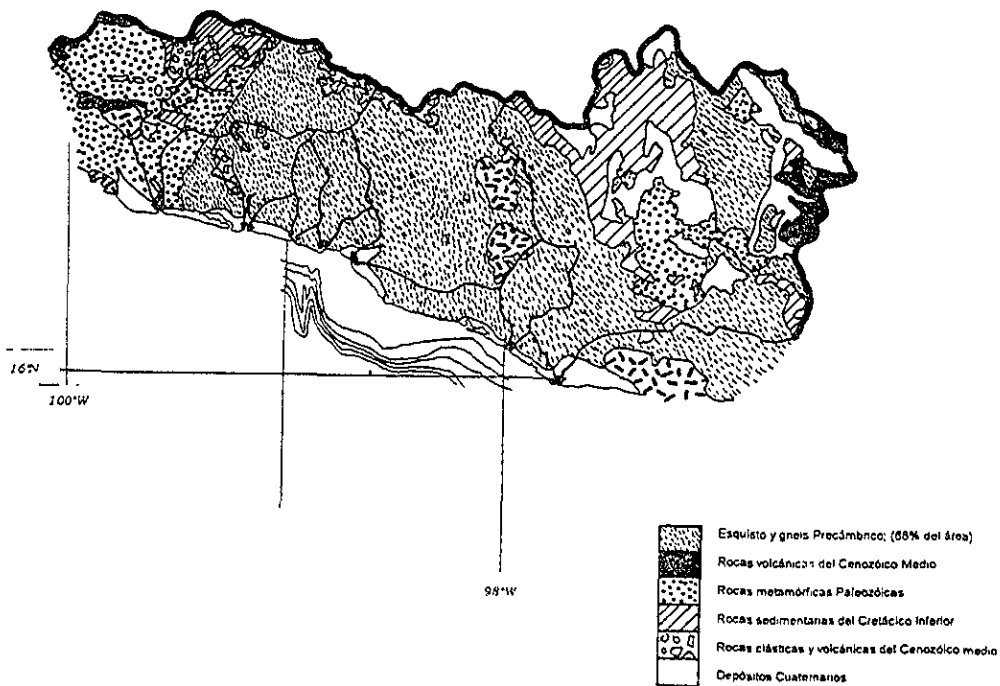 16°N
100°W
98°W
Esquisto y gneis Precámbrico; (68% del área)
Rocas volcánicas del Cenozóico Medio
Rocas metamórficas Paleozóicas
Rocas sedimentarias del Cretácico Inferior
Rocas clásticas y volcánicas del Cenozóico medio
Depósitos Cuaternarios